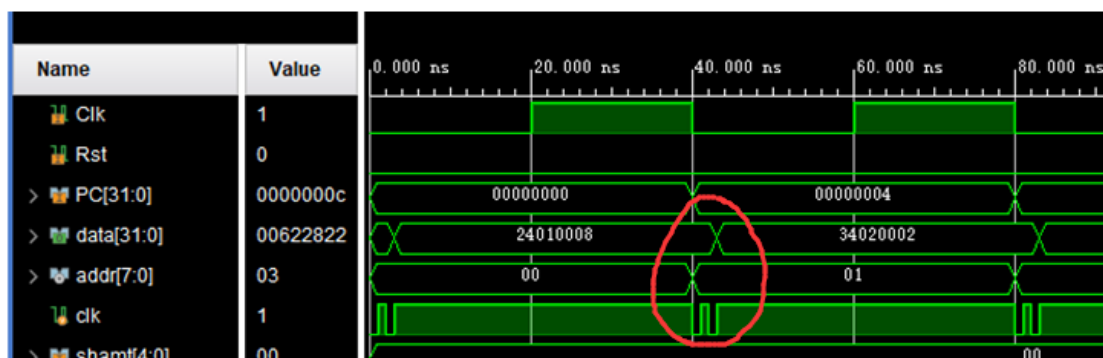 Name Value 0.000 ns 20.000 ns 40.000 ns 60.000 ns 80.000 ns
Clk 1
Rst 0
PC[31:0] 0000000c 00000000 00000004
data[31:0] 00622822 24010008 34020002
addr[7:0] 03 00 01
clk 1
shamt[4:0] 00 00